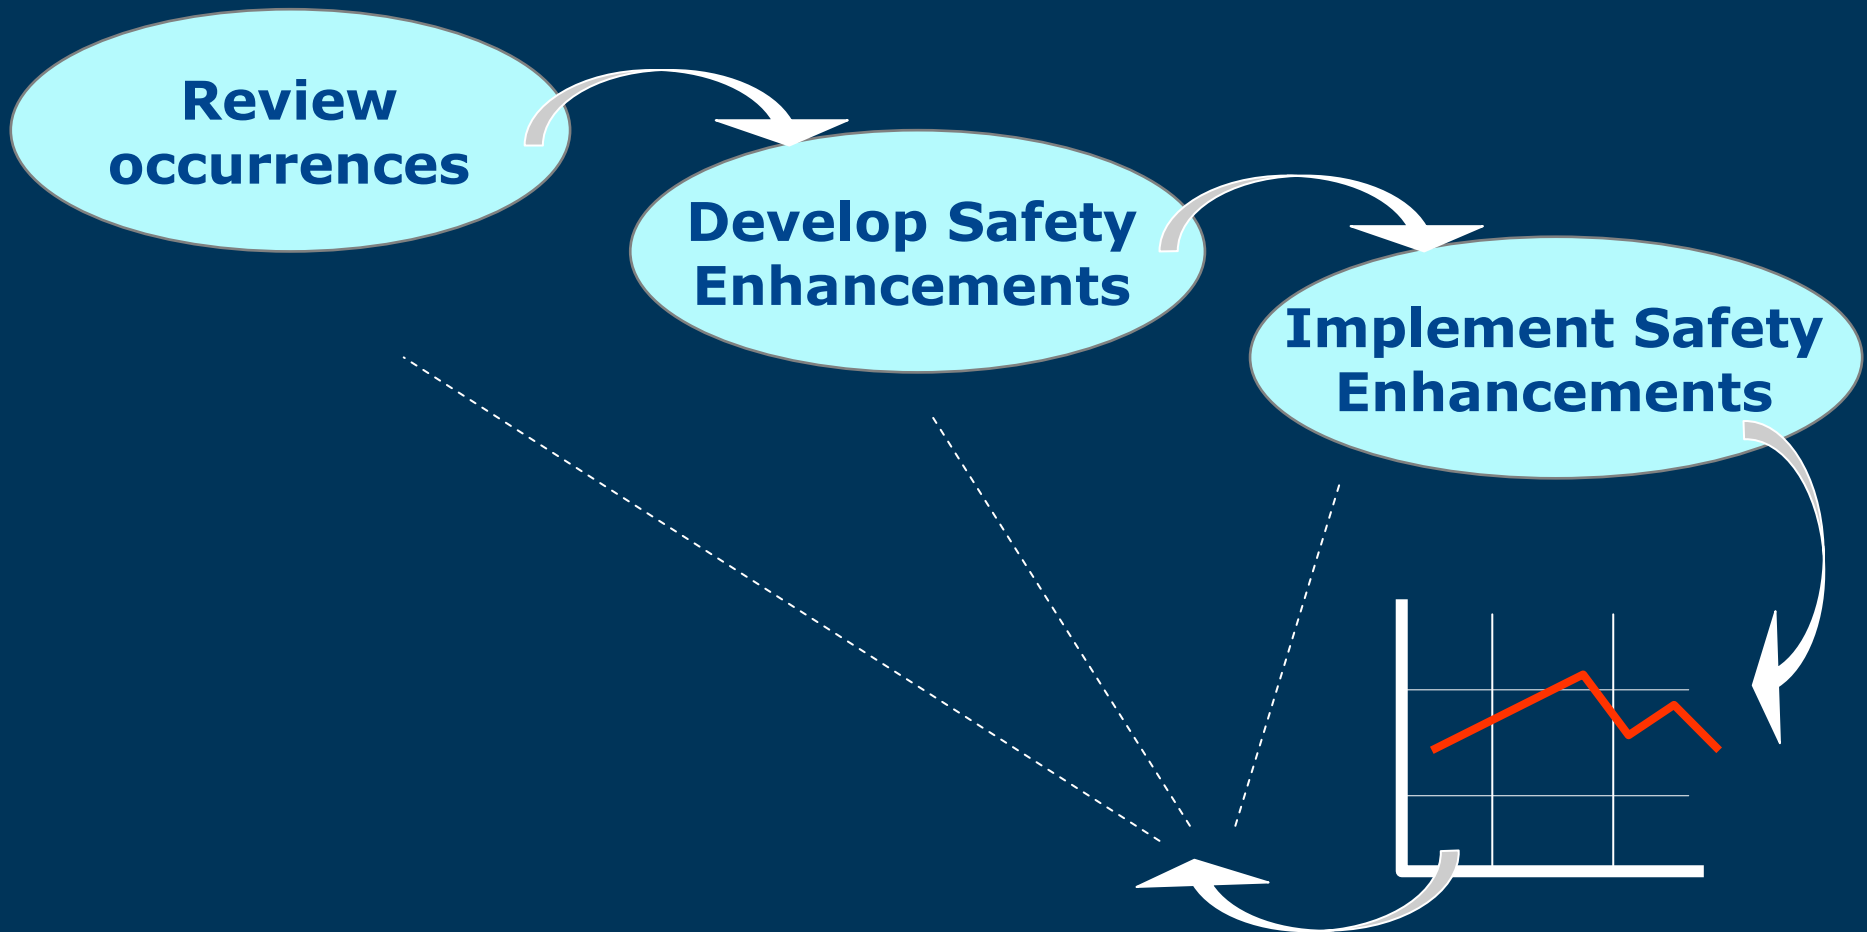 Review
occurrences
Develop Safety
Enhancements
Implement Safety
Enhancements